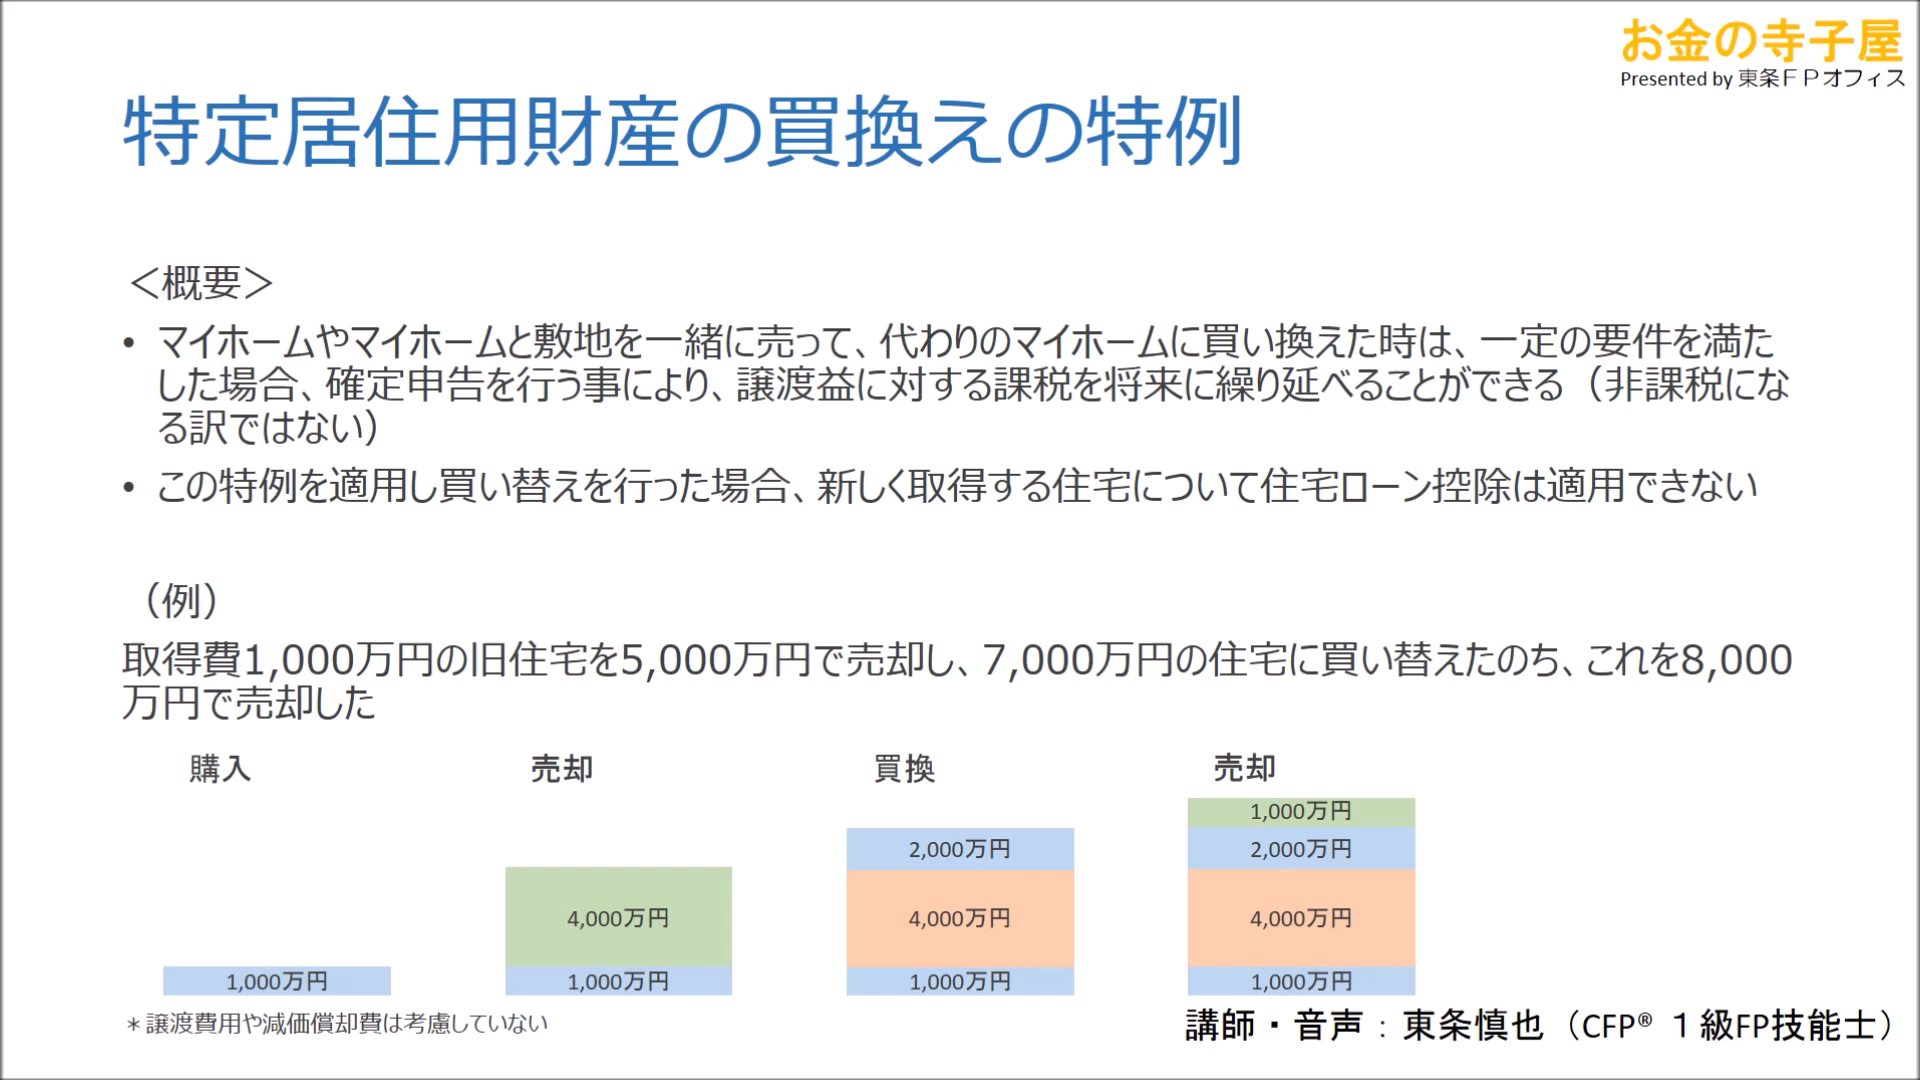 お金の寺子屋
Presented by 東条ＦＰオフィス
特定居住用財産の買換えの特例
＜概要＞
• マイホームやマイホームと敷地を一緒に売って、代わりのマイホームに買い換えた時は、一定の要件を満た
した場合、確定申告を行う事により、譲渡益に対する課税を将来に繰り延べることができる（非課税にな
る訳ではない）
• この特例を適用し買い替えを行った場合、新しく取得する住宅について住宅ローン控除は適用できない
（例）
取得費1,000万円の旧住宅を5,000万円で売却し、7,000万円の住宅に買い替えたのち、これを8,000
万円で売却した
購入
売却
買換
売却
1,000万円
2,000万円
2,000万円
4,000万円
4,000万円
4,000万円
1,000万円
1,000万円
1,000万円
1,000万円
＊譲渡費用や減価償却費は考慮していない
講師・音声：東条慎也（CFP® １級FP技能士）